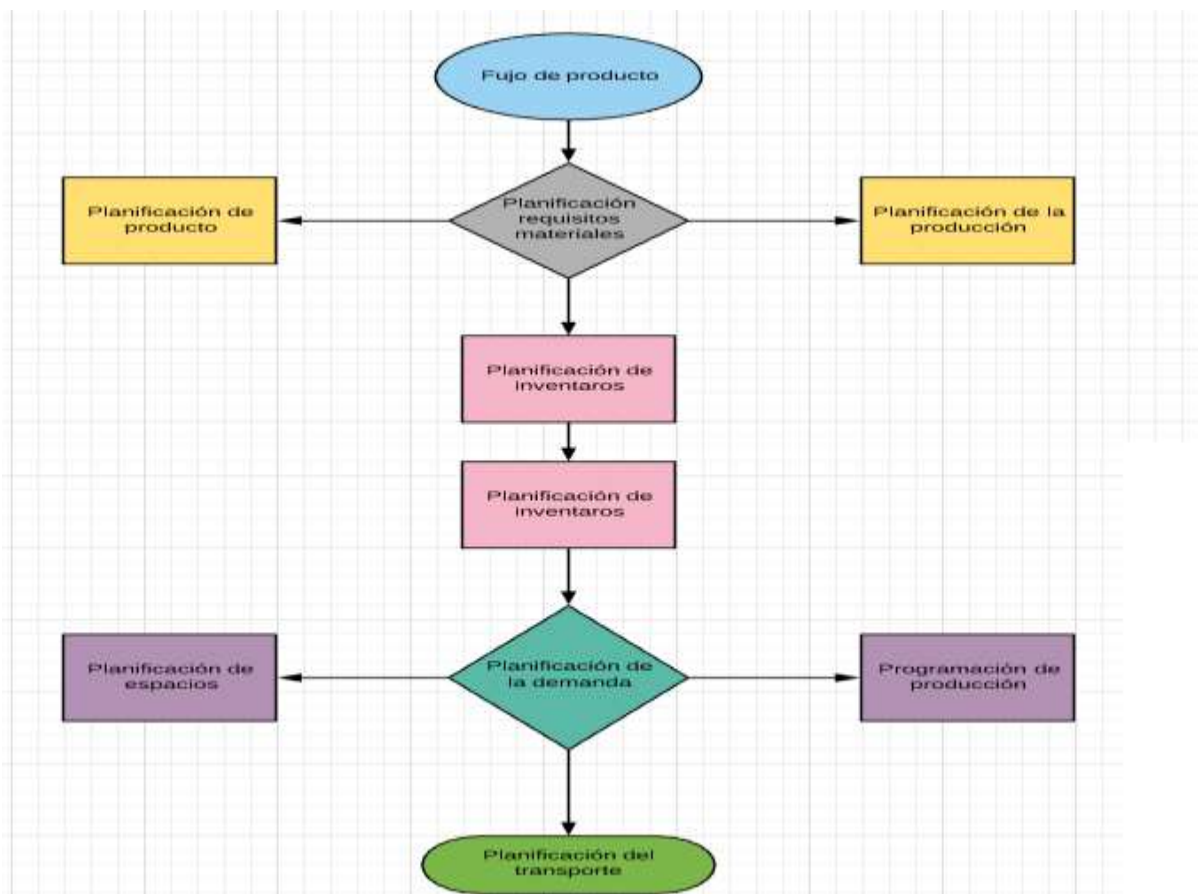 Fujo de producto
Planificación
requisitos
materiales
Planificación de
producto
Planificación de la
producción
Planificación de
inventaros
Planificación de
inventaros
Planificación de
la demanda
Planificación de
espacios
Programación de
producción
Planificación del
transporte